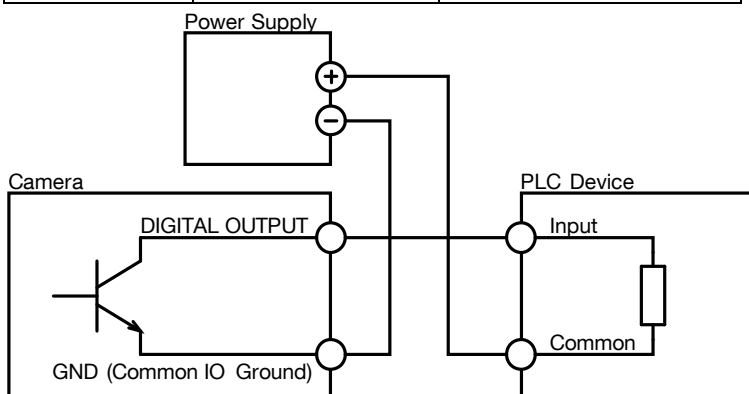 Power Supply
+
−
Camera
PLC Device
DIGITAL OUTPUT
Input
Common
GND (Common IO Ground)